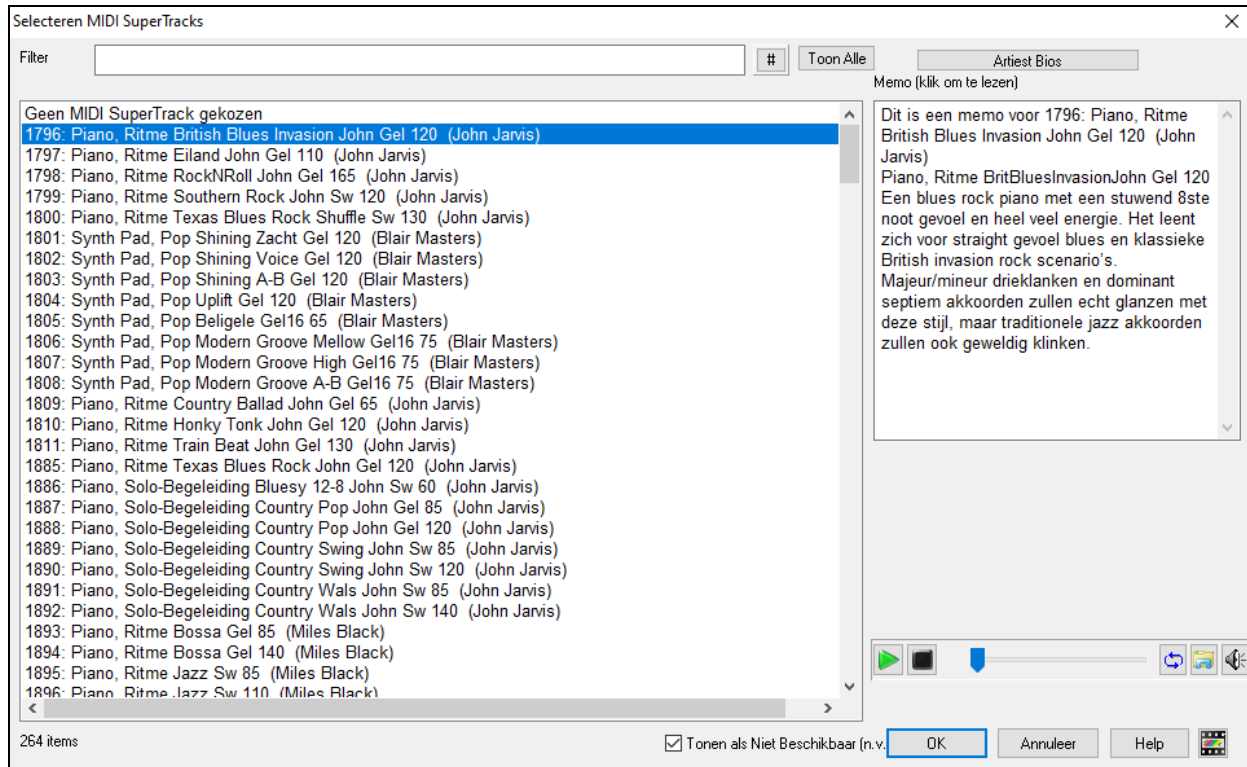 Selecteren MIDI SuperTracks
Filter
#
Toon Alle
Artiest Bios
Memo (klik om te lezen)
Geen MIDI SuperTrack gekozen
1796: Piano, Ritme British Blues Invasion John Gel 120 (John Jarvis)
1797: Piano, Ritme Eiland John Gel 110 (John Jarvis)
1798: Piano, Ritme RockNRoll John Gel 165 (John Jarvis)
1799: Piano, Ritme Southern Rock John Sw 120 (John Jarvis)
1800: Piano, Ritme Texas Blues Rock Shuffle Sw 130 (John Jarvis)
1801: Synth Pad, Pop Shining Zacht Gel 120 (Blair Masters)
1802: Synth Pad, Pop Shining Voice Gel 120 (Blair Masters)
1803: Synth Pad, Pop Shining A-B Gel 120 (Blair Masters)
1804: Synth Pad, Pop Uplift Gel 120 (Blair Masters)
1805: Synth Pad, Pop Beligele Gel16 65 (Blair Masters)
1806: Synth Pad, Pop Modern Groove Mellow Gel16 75 (Blair Masters)
1807: Synth Pad, Pop Modern Groove High Gel16 75 (Blair Masters)
1808: Synth Pad, Pop Modern Groove A-B Gel16 75 (Blair Masters)
1809: Piano, Ritme Country Ballad John Gel 65 (John Jarvis)
1810: Piano, Ritme Honky Tonk John Gel 120 (John Jarvis)
1811: Piano, Ritme Train Beat John Gel 130 (John Jarvis)
1885: Piano, Ritme Texas Blues Rock John Gel 120 (John Jarvis)
1886: Piano, Solo-Begeleiding Bluesy 12-8 John Sw 60 (John Jarvis)
1887: Piano, Solo-Begeleiding Country Pop John Gel 85 (John Jarvis)
1888: Piano, Solo-Begeleiding Country Pop John Gel 120 (John Jarvis)
1889: Piano, Solo-Begeleiding Country Swing John Sw 85 (John Jarvis)
1890: Piano, Solo-Begeleiding Country Swing John Sw 120 (John Jarvis)
1891: Piano, Solo-Begeleiding Country Wals John Sw 85 (John Jarvis)
1892: Piano, Solo-Begeleiding Country Wals John Sw 140 (John Jarvis)
1893: Piano, Ritme Bossa Gel 85 (Miles Black)
1894: Piano, Ritme Bossa Gel 140 (Miles Black)
1895: Piano, Ritme Jazz Sw 85 (Miles Black)
1896: Piano, Ritme Jazz Sw 110 (Miles Black)
Dit is een memo voor 1796: Piano, Ritme
British Blues Invasion John Gel 120 (John
Jarvis)
Piano, Ritme BritBluesInvasionJohn Gel 120
Een blues rock piano met een stuwend 8ste
noot gevoel en heel veel energie. Het leent
zich voor straight gevoel blues en klassieke
British invasion rock scenario's.
Majeur/mineur drieklanken en dominant
septiem akkoorden zullen echt glanzen met
deze stijl, maar traditionele jazz akkoorden
zullen ook geweldig klinken.
264 items
Tonen als Niet Beschikbaar (n.v.
OK
Annuleer
Help